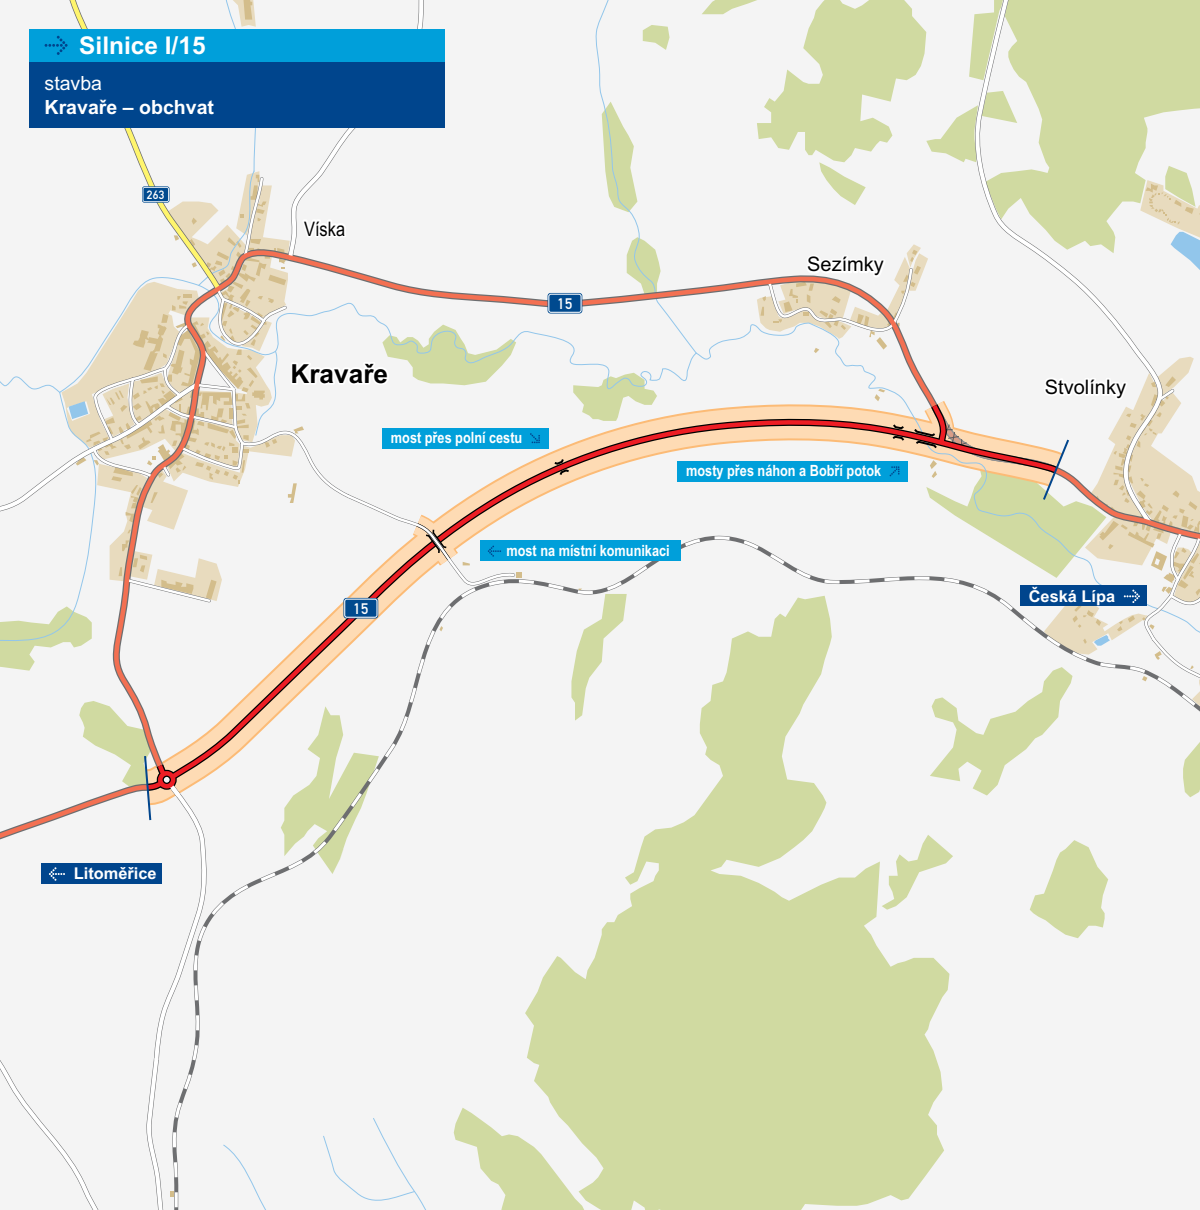 Silnice I/15
stavba
Kravaře – obchvat
263
Víska
Sezímky
15
Kravaře
Stvolínky
most přes polní cestu
mosty přes náhon a Bobří potok
most na místní komunikaci
Česká Lípa
15
Litoměřice